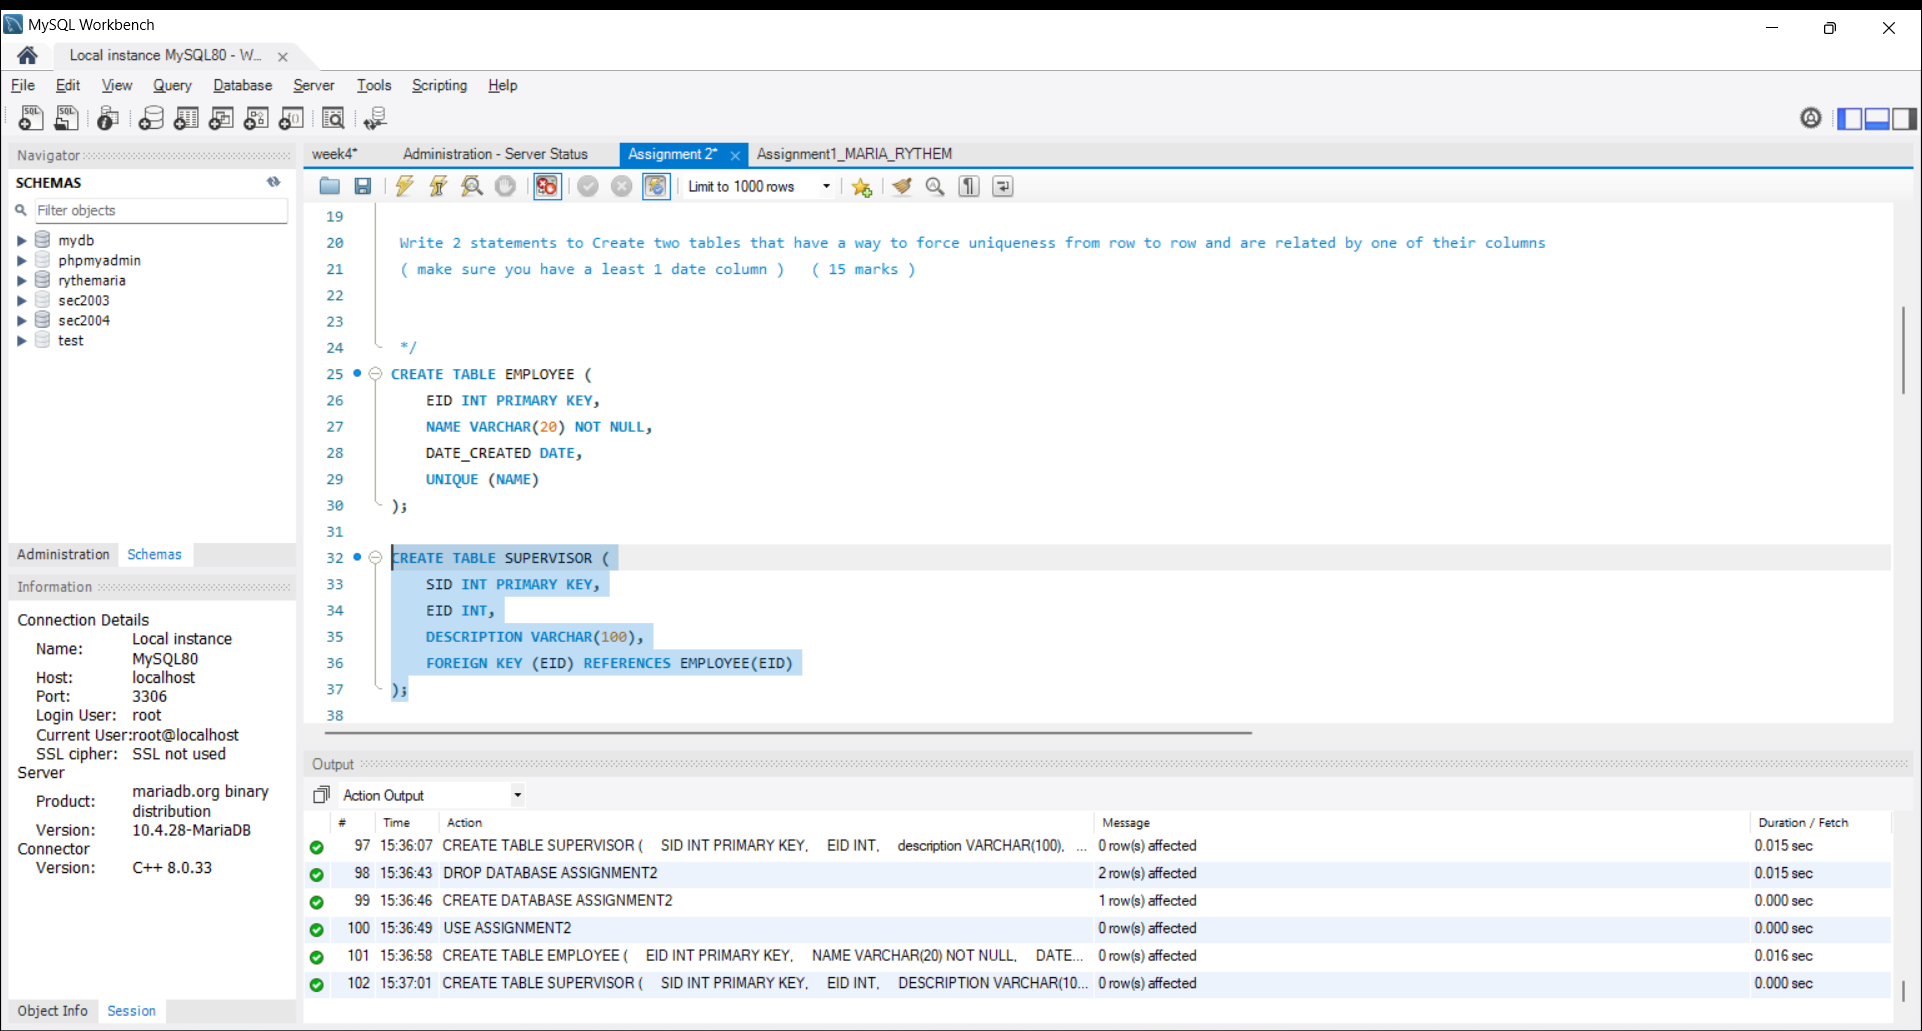 MySQL Workbench
Local instance MySQL80 - W...
File Edit View Query Database Server Tools Scripting Help
Navigator
SCHEMAS
Filter objects
mydb
phpmyadmin
rythemaria
sec2003
sec2004
test
Administration Schemas
Information
Connection Details
Name: Local instance MySQL80
Host: localhost
Port: 3306
Login User: root
Current User: root@localhost
SSL cipher: SSL not used
Server
Product: mariadb.org binary distribution
Version: 10.4.28-MariaDB
Connector
Version: C++ 8.0.33
Object Info Session
week4* Administration - Server Status Assignment 2* Assignment1_MARIA_RYTHEM
Limit to 1000 rows
19
20 Write 2 statements to Create two tables that have a way to force uniqueness from row to row and are related by one of their columns
21 ( make sure you have a least 1 date column ) ( 15 marks )
22
23
24 */
25 CREATE TABLE EMPLOYEE (
26 EID INT PRIMARY KEY,
27 NAME VARCHAR(20) NOT NULL,
28 DATE_CREATED DATE,
29 UNIQUE (NAME)
30 );
31
32 CREATE TABLE SUPERVISOR (
33 SID INT PRIMARY KEY,
34 EID INT,
35 DESCRIPTION VARCHAR(100),
36 FOREIGN KEY (EID) REFERENCES EMPLOYEE(EID)
37 );
38
Output
Action Output
# Time Action Message Duration / Fetch
97 15:36:07 CREATE TABLE SUPERVISOR ( SID INT PRIMARY KEY, EID INT, description VARCHAR(100), ... 0 row(s) affected 0.015 sec
98 15:36:43 DROP DATABASE ASSIGNMENT2 2 row(s) affected 0.015 sec
99 15:36:46 CREATE DATABASE ASSIGNMENT2 1 row(s) affected 0.000 sec
100 15:36:49 USE ASSIGNMENT2 0 row(s) affected 0.000 sec
101 15:36:58 CREATE TABLE EMPLOYEE ( EID INT PRIMARY KEY, NAME VARCHAR(20) NOT NULL, DATE... 0 row(s) affected 0.016 sec
102 15:37:01 CREATE TABLE SUPERVISOR ( SID INT PRIMARY KEY, EID INT, DESCRIPTION VARCHAR(10... 0 row(s) affected 0.000 sec